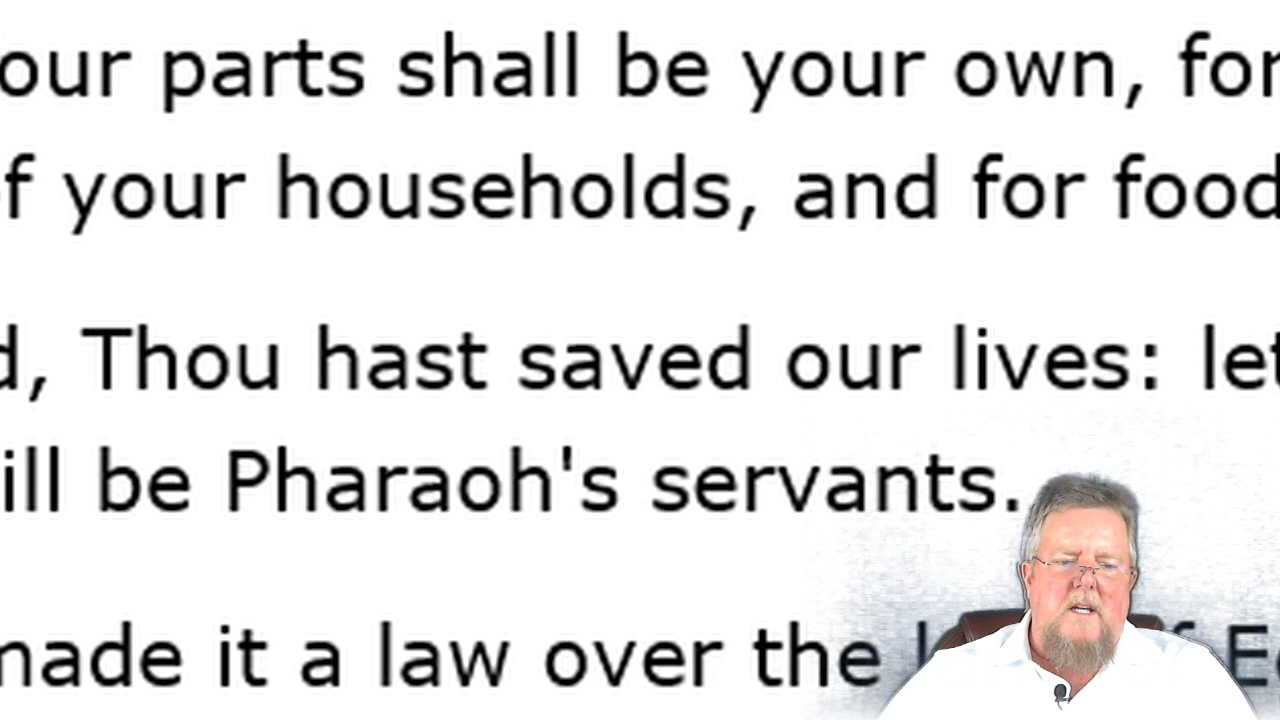 our parts shall be your own, for
of your households, and for food
d, Thou hast saved our lives: let
ill be Pharaoh's servants.
made it a law over the